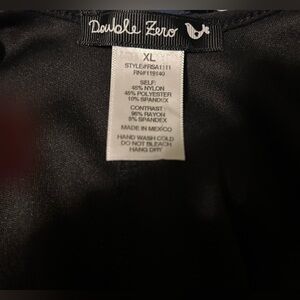 Double Zero
XL
STYLE#RSA1111
RN#119140
SELF:
45% NYLON
45% POLYESTER
10% SPANDEX
CONTRAST:
95% RAYON
5% SPANDEX
MADE IN MEXICO
HAND WASH COLD
DO NOT BLEACH
HANG DRY